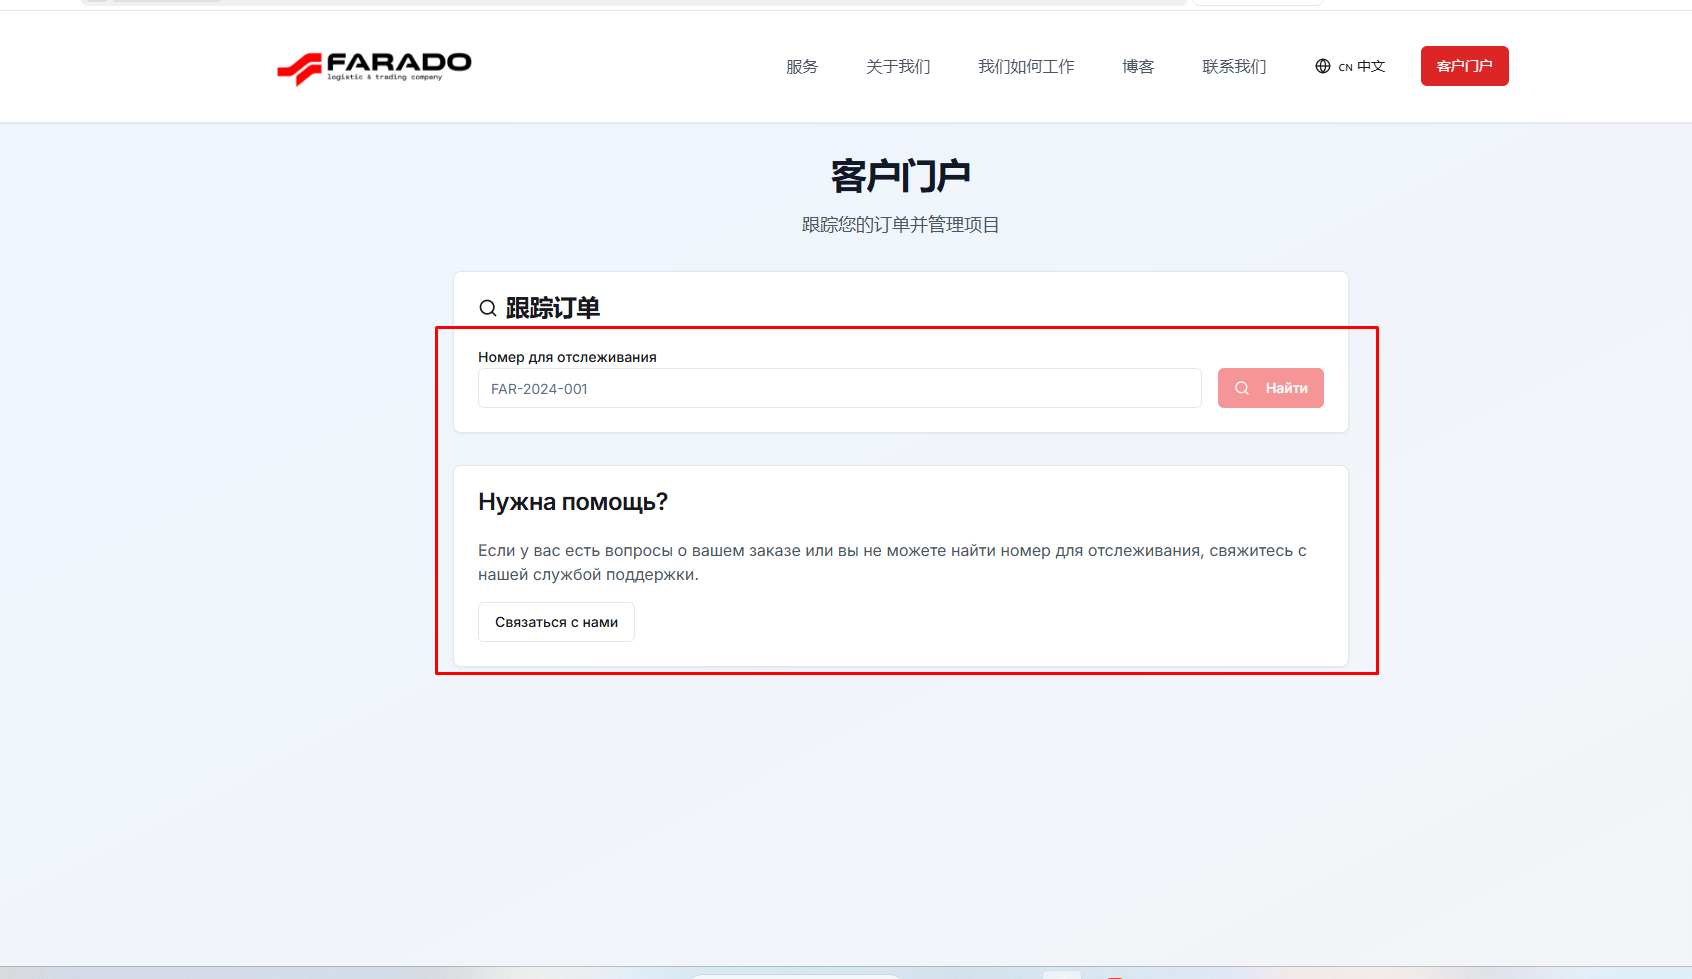 FARADO
logistic & trading company
服务
关于我们
我们如何工作
博客
联系我们
CN 中文
客户门户
客户门户
跟踪您的订单并管理项目
跟踪订单
Номер для отслеживания
FAR-2024-001
Найти
Нужна помощь?
Если у вас есть вопросы о вашем заказе или вы не можете найти номер для отслеживания, свяжитесь с
нашей службой поддержки.
Связаться с нами